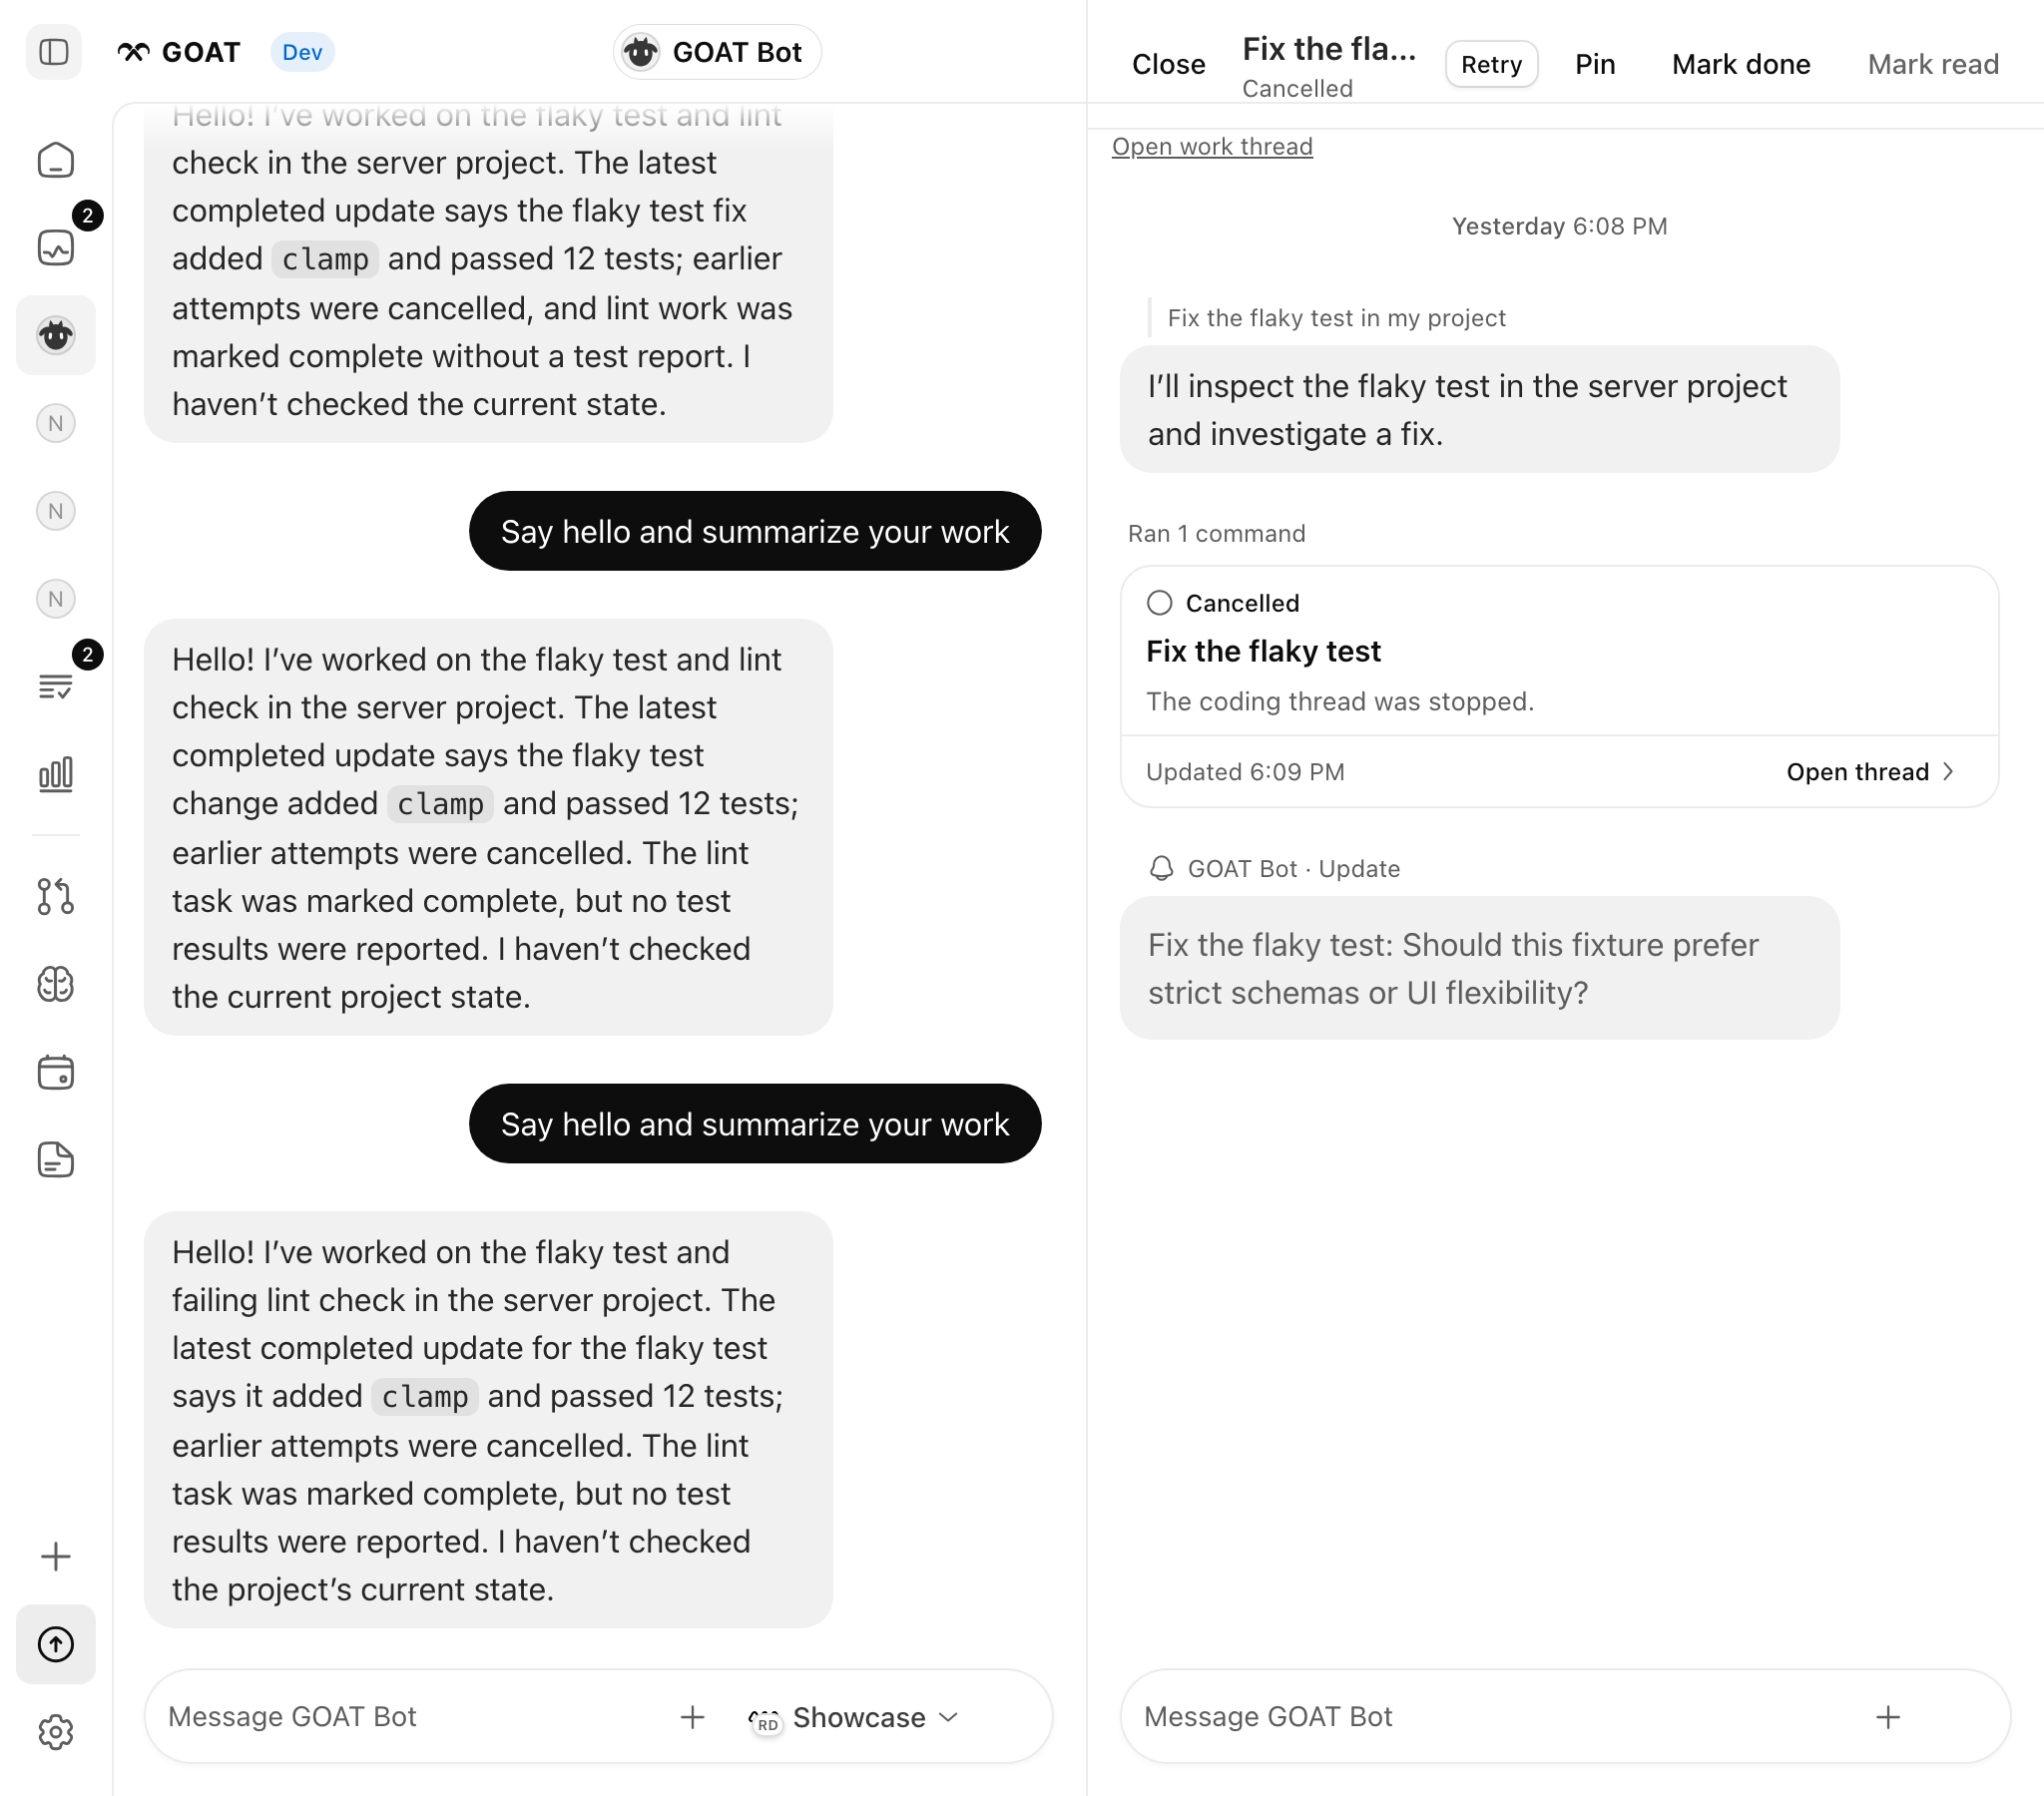 GOAT
Dev
GOAT Bot
2
N
N
N
2
Hello! I’ve worked on the flaky test and lint
check in the server project. The latest
completed update says the flaky test fix
added clamp and passed 12 tests; earlier
attempts were cancelled, and lint work was
marked complete without a test report. I
haven’t checked the current state.
Say hello and summarize your work
Hello! I’ve worked on the flaky test and lint
check in the server project. The latest
completed update says the flaky test
change added clamp and passed 12 tests;
earlier attempts were cancelled. The lint
task was marked complete, but no test
results were reported. I haven’t checked
the current project state.
Say hello and summarize your work
Hello! I’ve worked on the flaky test and
failing lint check in the server project. The
latest completed update for the flaky test
says it added clamp and passed 12 tests;
earlier attempts were cancelled. The lint
task was marked complete, but no test
results were reported. I haven’t checked
the project’s current state.
Message GOAT Bot
RD
Showcase
Close
Fix the fla...
Cancelled
Retry
Pin
Mark done
Mark read
Open work thread
Yesterday 6:08 PM
Fix the flaky test in my project
I’ll inspect the flaky test in the server project
and investigate a fix.
Ran 1 command
Cancelled
Fix the flaky test
The coding thread was stopped.
Updated 6:09 PM
Open thread
GOAT Bot · Update
Fix the flaky test: Should this fixture prefer
strict schemas or UI flexibility?
Message GOAT Bot